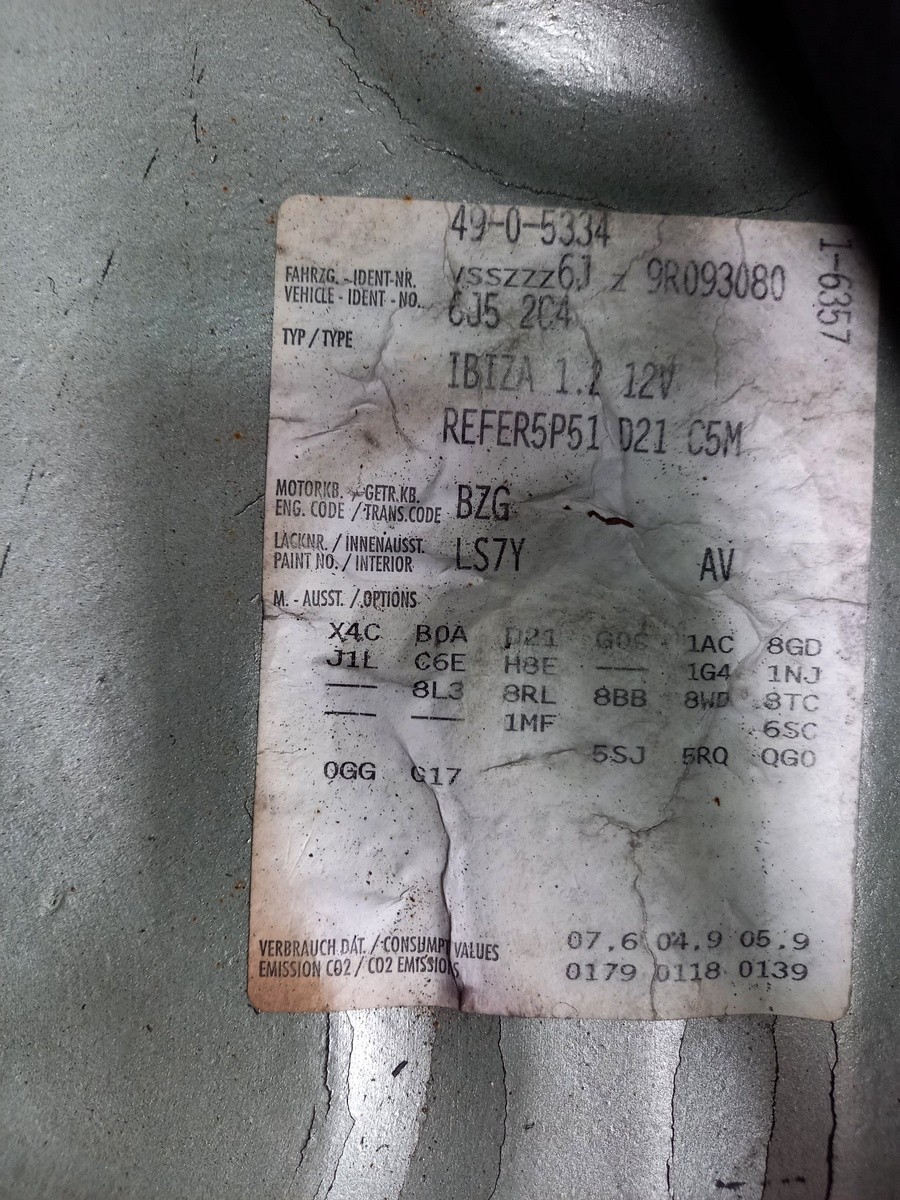 49-0-5334
1-6357
FAHRZG. -IDENT-NR. vsszzz6J z 9R093080
VEHICLE - IDENT - NO.
TYP / TYPE 6J5 2C4
IBIZA 1.2 12V
REFER5P51 D21 C5M
MOTORKB. / GETR.KB. BZG
ENG. CODE / TRANS.CODE
LACKNR. / INNENAUSST. LS7Y AV
PAINT NO. / INTERIOR
M. - AUSST. / OPTIONS
X4C B0A D21 G0C 1AC 8GD
J1L C6E H8E --- 1G4 1NJ
--- 8L3 8RL 8BB 8WD 8TC
--- --- 1MF 6SC
5SJ 5RQ QG0
0GG G17
VERBRAUCH DAT. / CONSUMPT VALUES 07.6 04.9 05.9
EMISSION CO2 / CO2 EMISSIONS 0179 0118 0139